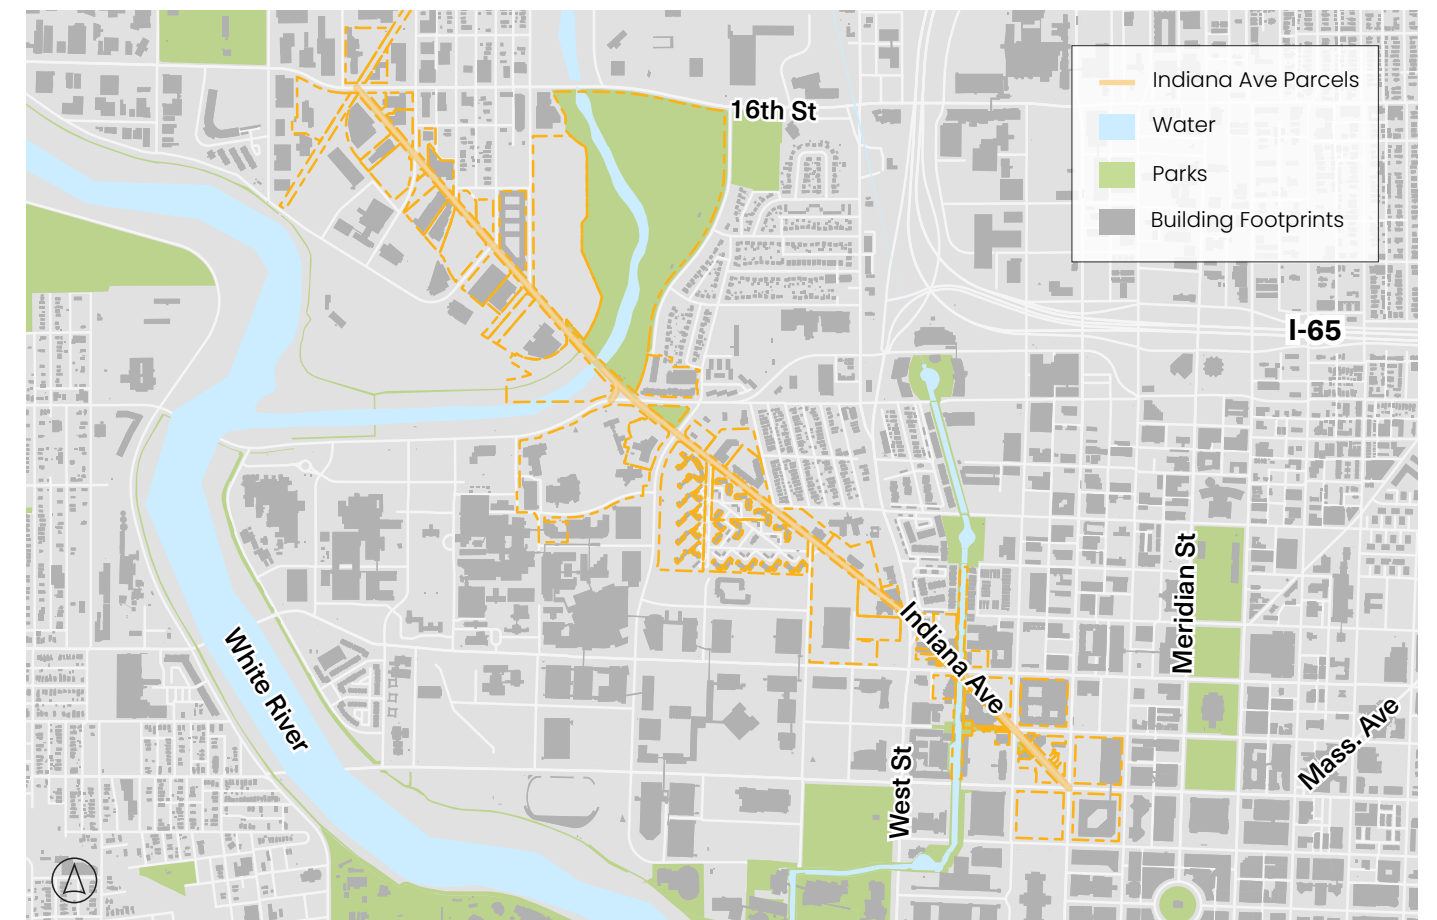 Indiana Ave Parcels
Water
Parks
Building Footprints
16th St
I-65
Meridian St
Indiana Ave
White River
West St
Mass. Ave